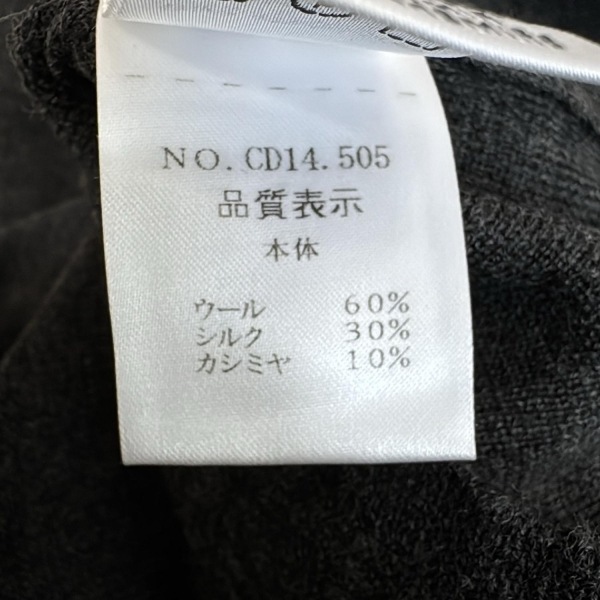 NO.CD14.505
品質表示
本体
ウール 60%
シルク 30%
カシミヤ 10%